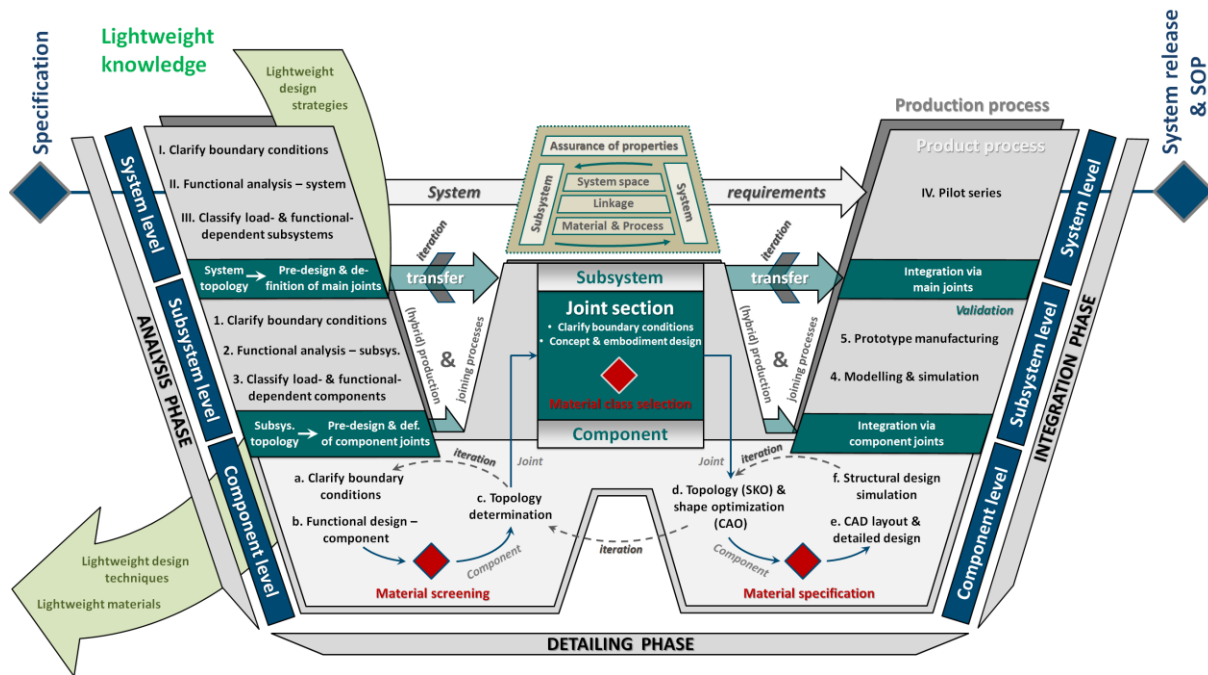 Lightweight
knowledge
Specification
Lightweight
design
strategies
System release
& SOP
Production process
Product process
I. Clarify boundary conditions
II. Functional analysis – system
III. Classify load- & functional-
dependent subsystems
System
topology
Pre-design & de-
finition of main joints
1. Clarify boundary conditions
2. Functional analysis – subsys.
3. Classify load- & functional-
dependent components
Subsys.
topology
Pre-design & def.
of component joints
System level
Subsystem level
Component level
ANALYSIS PHASE
System
requirements
Assurance of properties
Subsystem
System space
Linkage
Material & Process
System
iteration
transfer
(hybrid) production
&
joining processes
Subsystem
Joint section
• Clarify boundary conditions
• Concept & embodiment design
Material class selection
Component
iteration
transfer
(hybrid) production
&
joining processes
IV. Pilot series
Integration via
main joints
Validation
5. Prototype manufacturing
4. Modelling & simulation
Integration via
component joints
System level
Subsystem level
Component level
INTEGRATION PHASE
a. Clarify boundary
conditions
b. Functional design –
component
Material screening
Component
c. Topology
determination
iteration
Joint
iteration
Joint
d. Topology (SKO) &
shape optimization
(CAO)
Component
Material specification
iteration
f. Structural design
simulation
e. CAD layout &
detailed design
Lightweight design
techniques
Lightweight materials
DETAILING PHASE